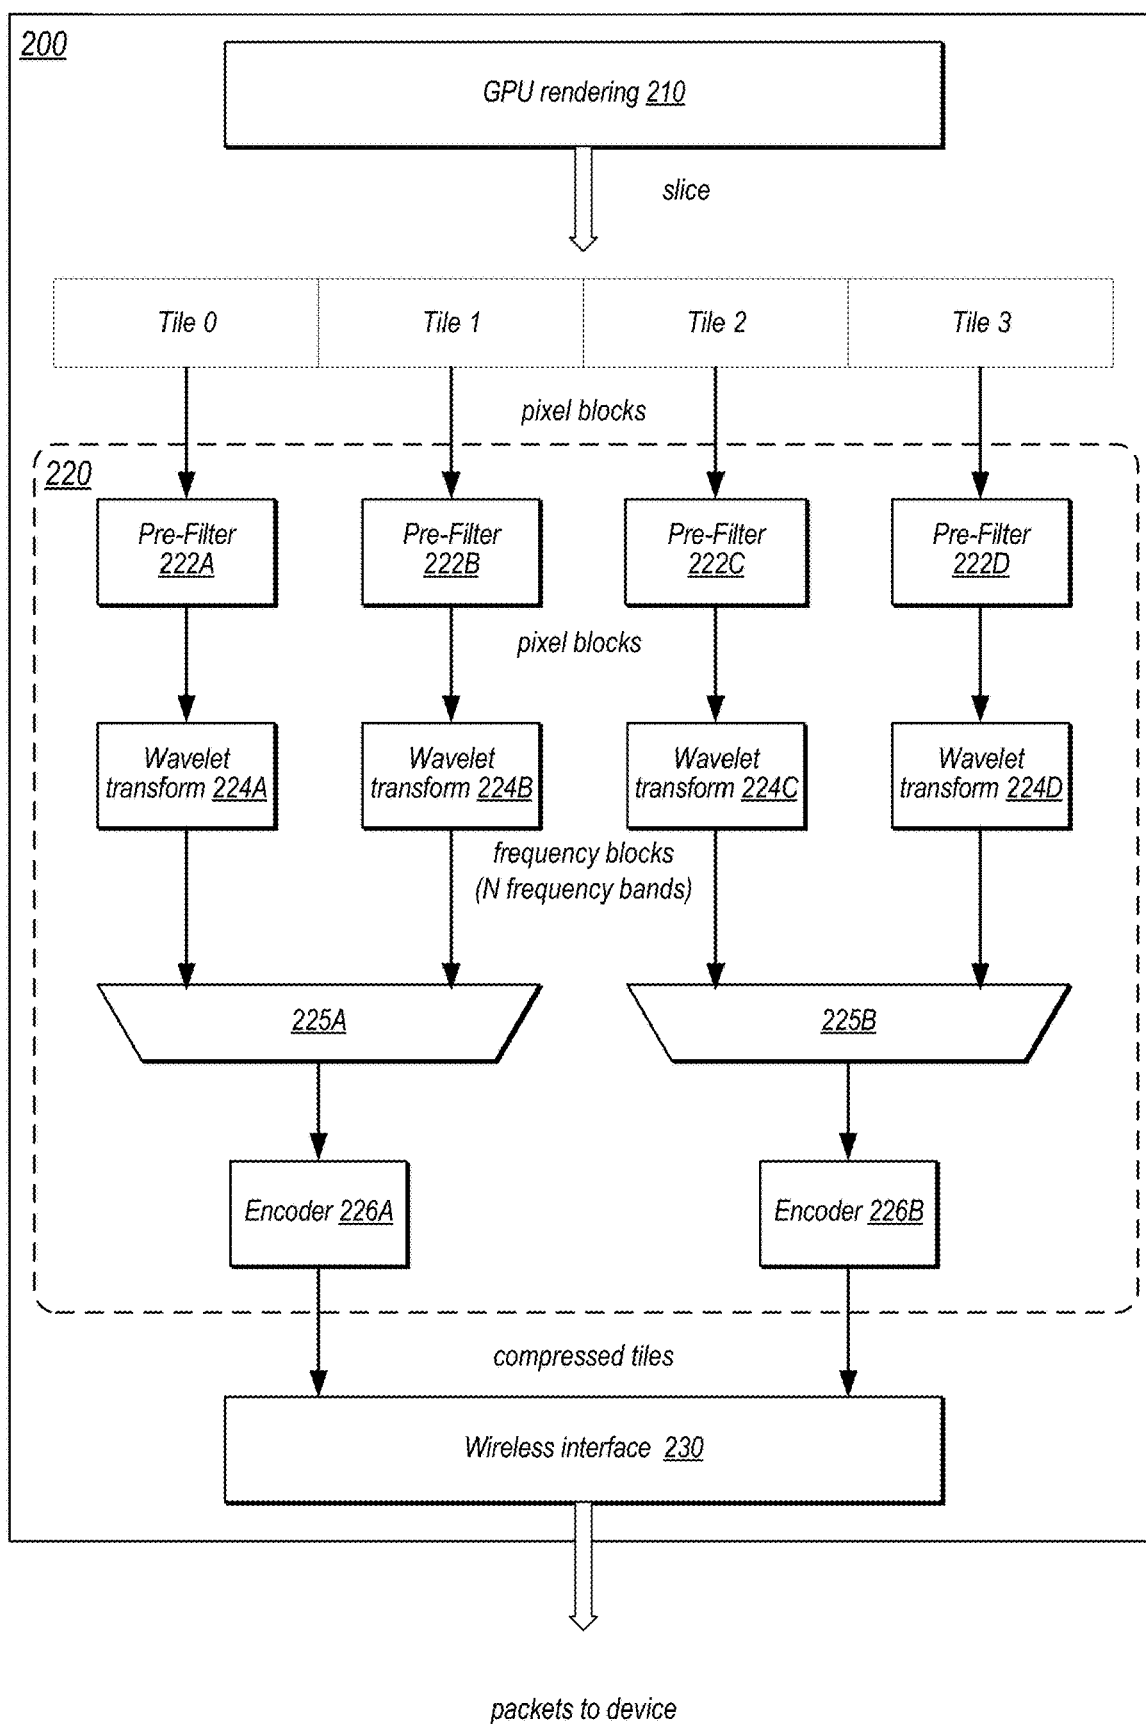 200
GPU rendering 210
slice
Tile 0
Tile 1
Tile 2
Tile 3
pixel blocks
220
Pre-Filter
222A
Pre-Filter
222B
Pre-Filter
222C
Pre-Filter
222D
pixel blocks
Wavelet
transform 224A
Wavelet
transform 224B
Wavelet
transform 224C
Wavelet
transform 224D
frequency blocks
(N frequency bands)
225A
225B
Encoder 226A
Encoder 226B
compressed tiles
Wireless interface 230
packets to device